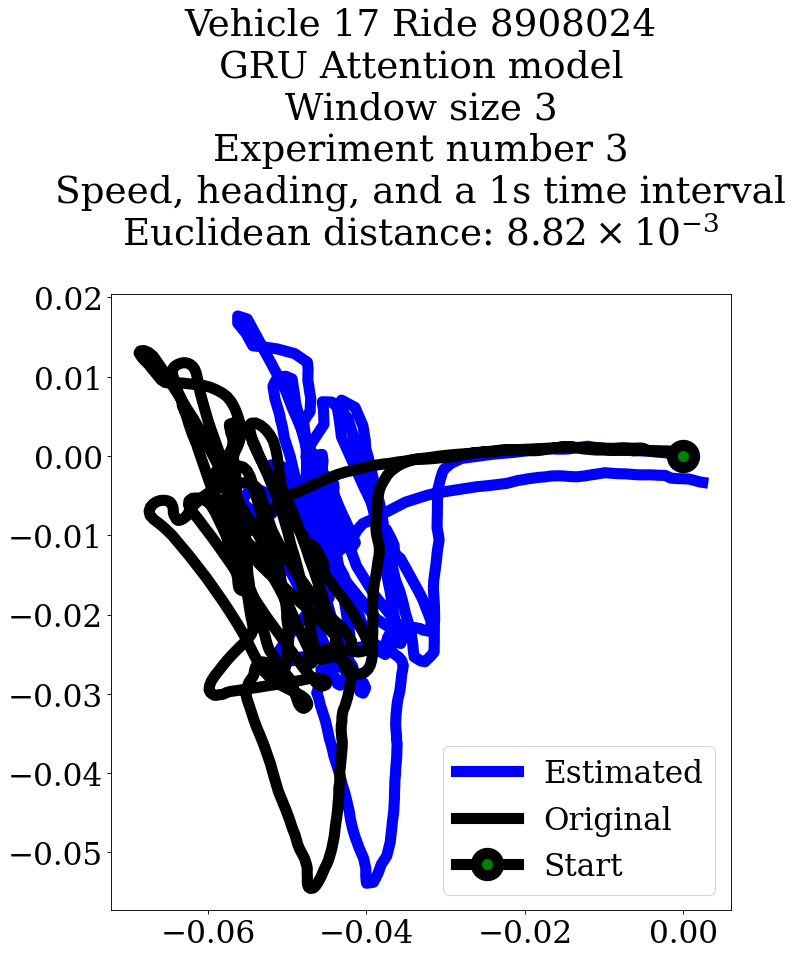 Vehicle 17 Ride 8908024
GRU Attention model
Window size 3
Experiment number 3
Speed, heading, and a 1s time interval
Euclidean distance: 8.82 × 10⁻³
0.02
0.01
0.00
−0.01
−0.02
−0.03
−0.04
−0.05
Estimated
Original
Start
−0.06
−0.04
−0.02
0.00